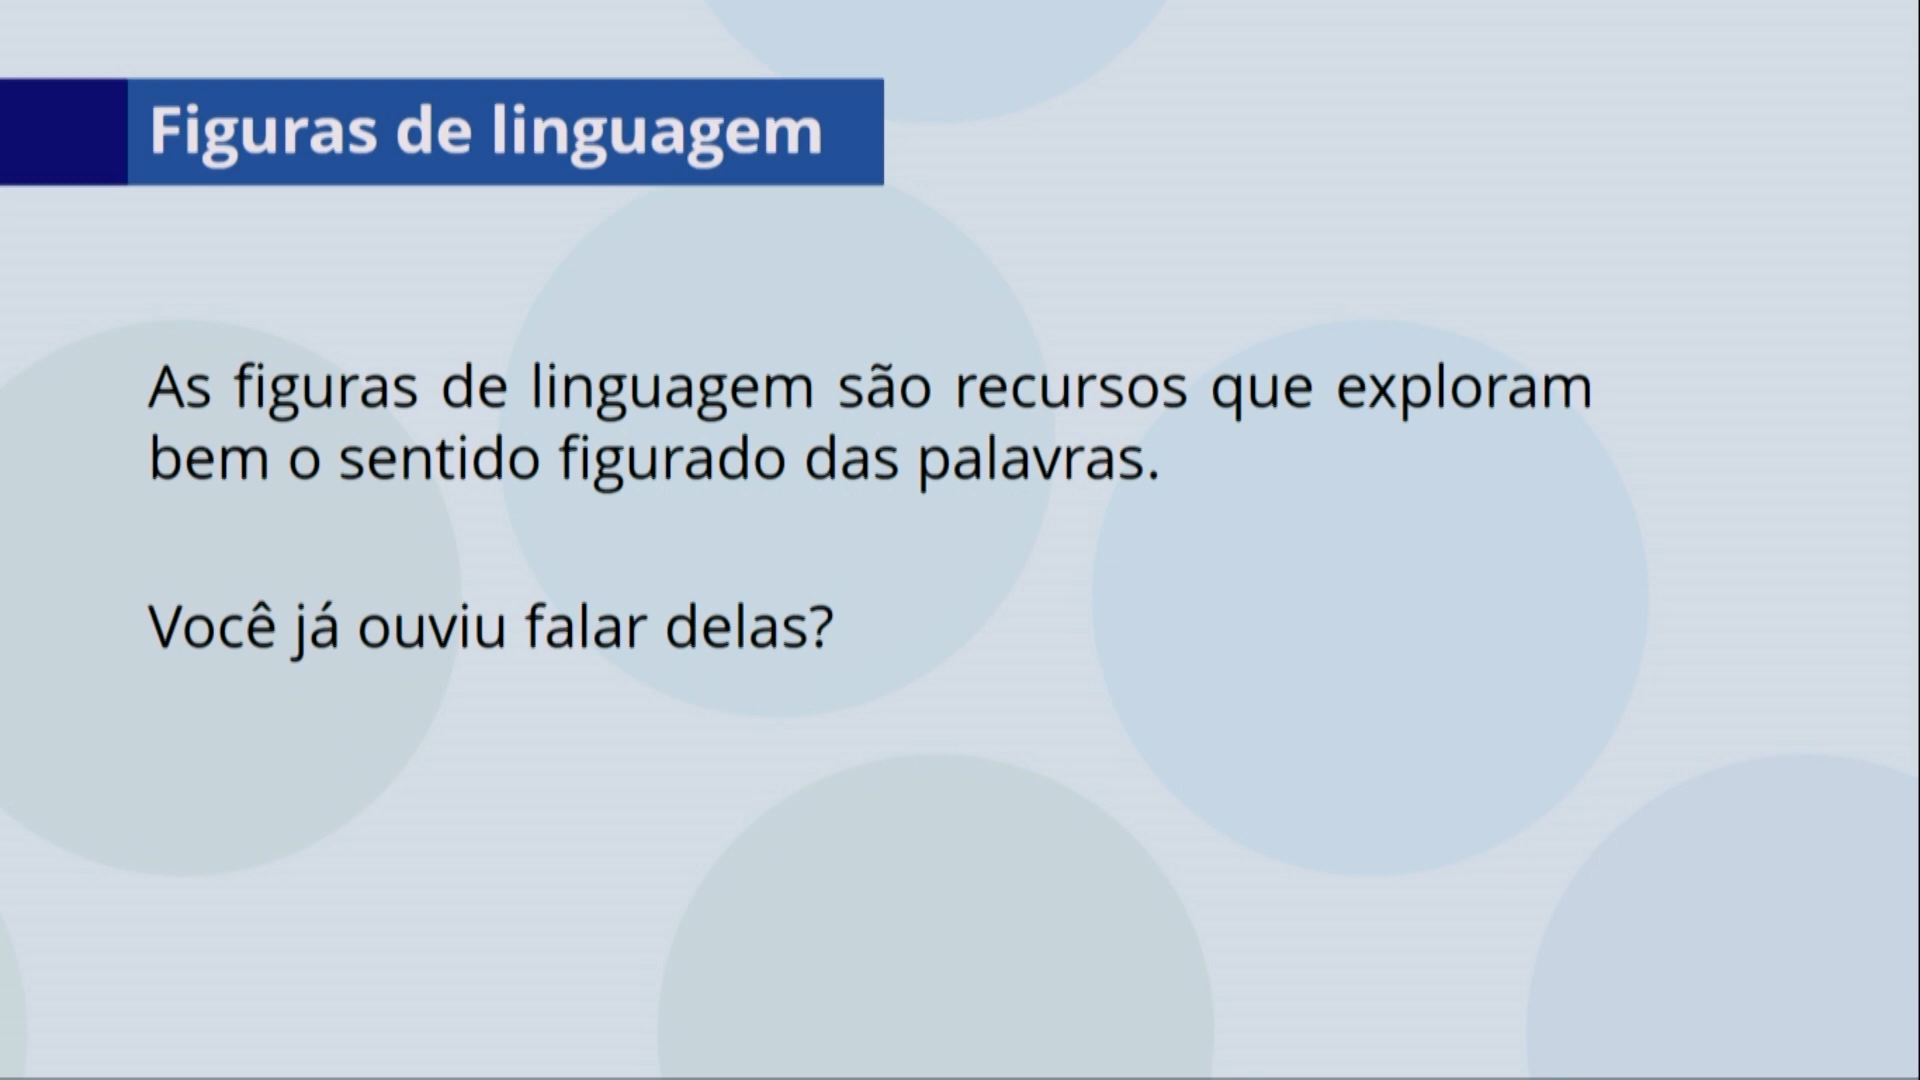 Figuras de linguagem
As figuras de linguagem são recursos que exploram
bem o sentido figurado das palavras.
Você já ouviu falar delas?